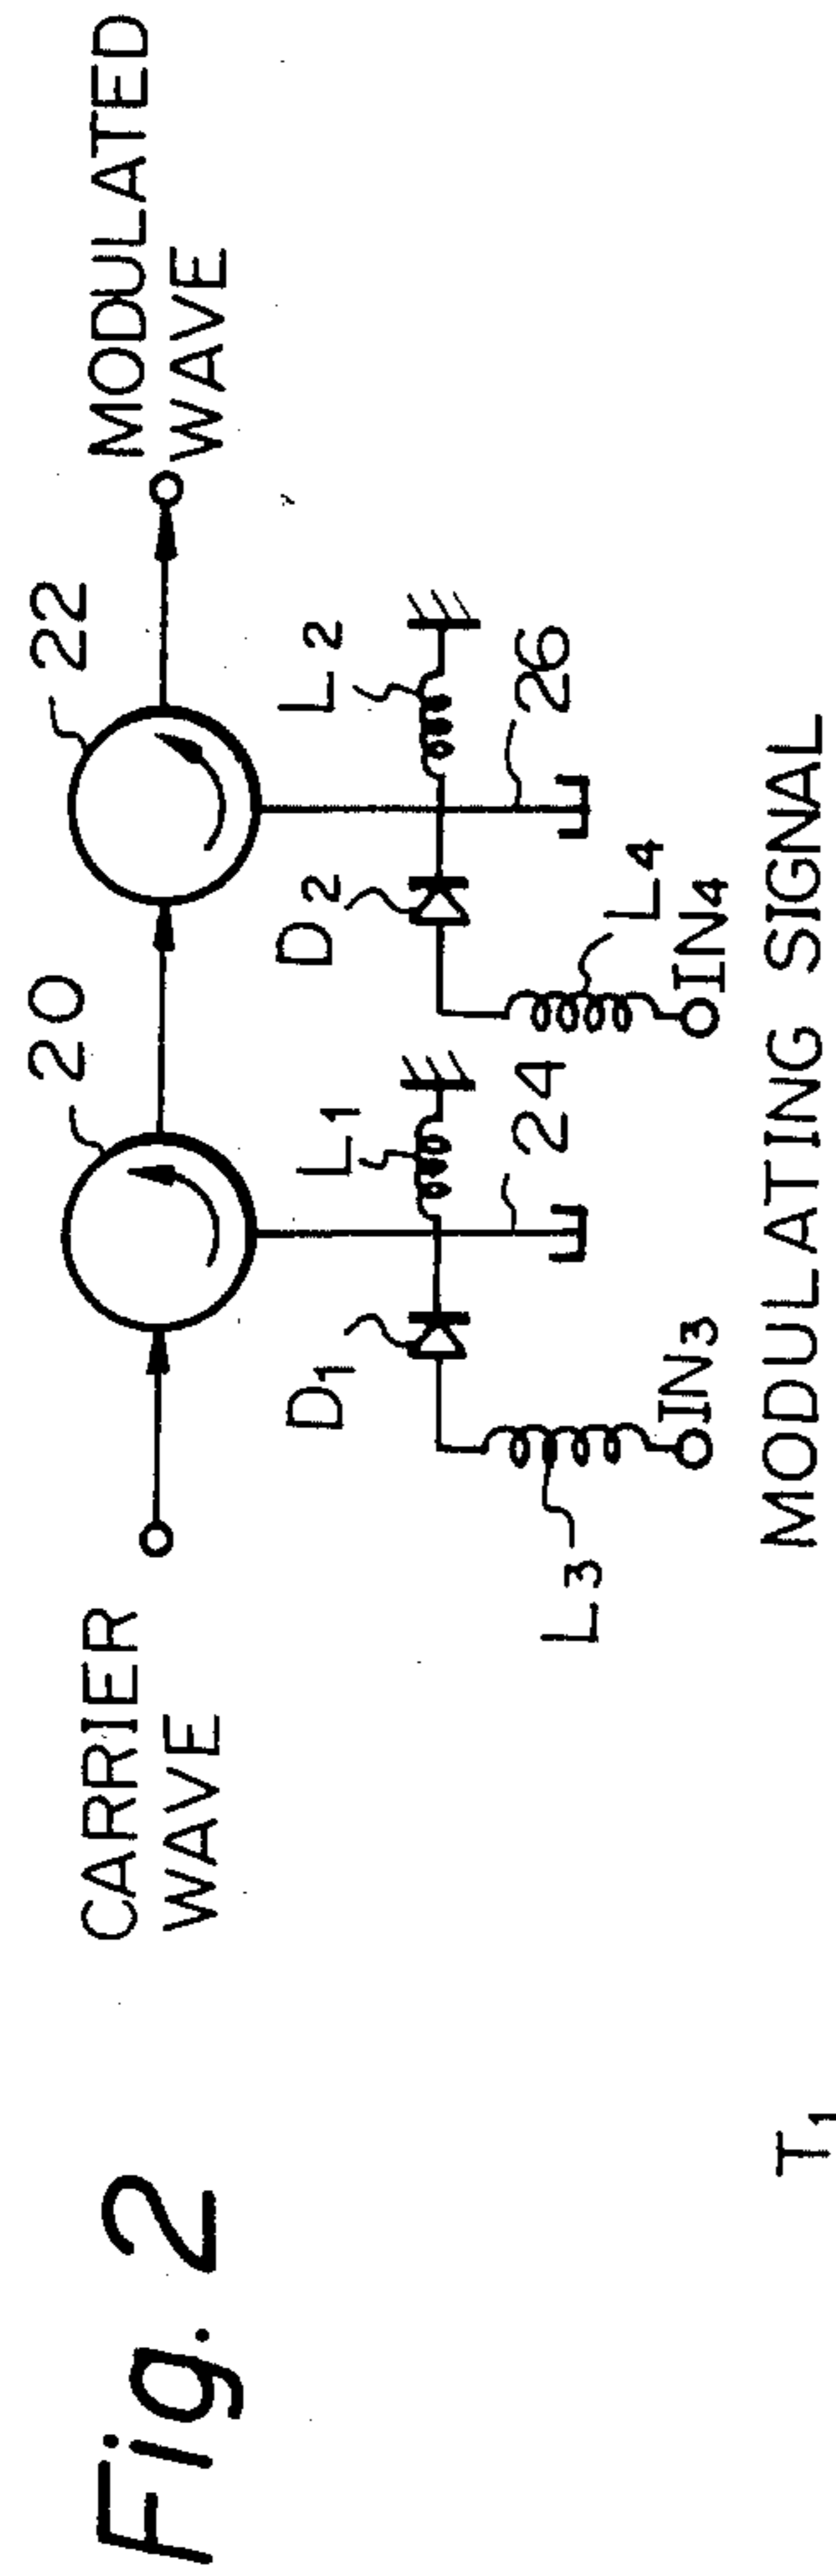 Fig. 2
CARRIER
WAVE
20
22
MODULATED
WAVE
D1
L1
D2
L2
L3
IN3
24
L4
IN4
26
MODULATING SIGNAL
T1